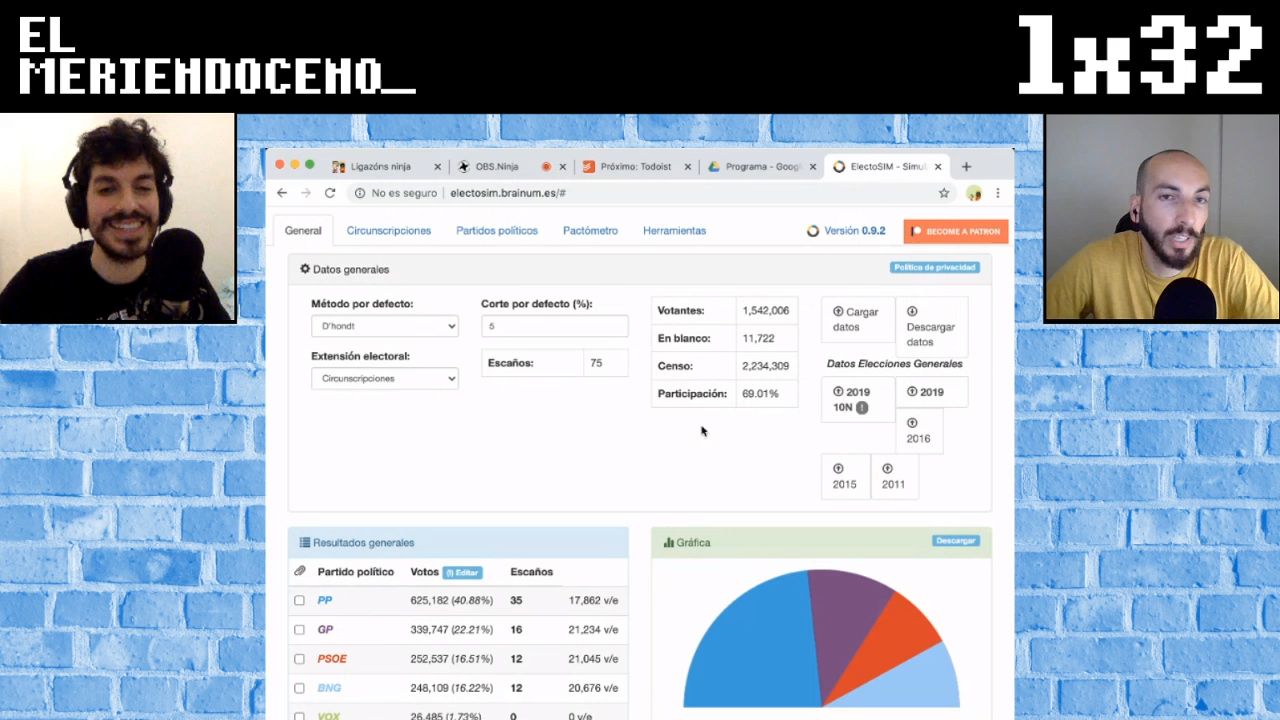 EL
MERIENDOCENO_
1x32
Ligazóns ninja
OBS.Ninja
Próximo: Todoist
Programa - Goog
ElectoSIM - Simul
No es seguro
electosim.brainum.es/#
General
Circunscripciones
Partidos políticos
Pactómetro
Herramientas
Versión 0.9.2
BECOME A PATRON
Datos generales
Política de privacidad
Método por defecto:
D'hondt
Extensión electoral:
Circunscripciones
Corte por defecto (%):
5
Escaños: 75
Votantes: 1,542,006
En blanco: 11,722
Censo: 2,234,309
Participación: 69.01%
Cargar
datos
Descargar
datos
Datos Elecciones Generales
2019
10N
2019
2016
2015
2011
Resultados generales
Partido político Votos (!) Editar Escaños
PP 625,182 (40.88%) 35 17,862 v/e
GP 339,747 (22.21%) 16 21,234 v/e
PSOE 252,537 (16.51%) 12 21,045 v/e
BNG 248,109 (16.22%) 12 20,676 v/e
VOX 26,485 (1.73%) 0 0 v/e
Gráfica
Descargar